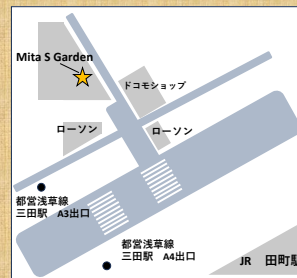 Mita S Garden
ドコモショップ
ローソン
ローソン
都営浅草線
三田駅 A3出口
都営浅草線
三田駅 A4出口
JR 田町駅